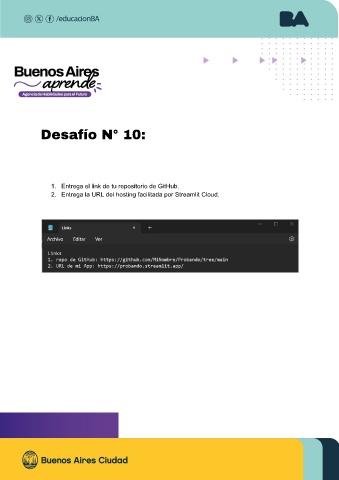 /educacionBA
BA
Buenos Aires
aprende
Agencia de Habilidades para el Futuro
Desafío N° 10:
1. Entrega el link de tu repositorio de GitHub.
2. Entrega la URL del hosting facilitada por Streamlit Cloud.
Links
Archivo Editar Ver
Links
1. repo de GitHub: https://github.com/MiNombre/Probando/tree/main
2. URL de mi App: https://probando.streamlit.app/
Buenos Aires Ciudad